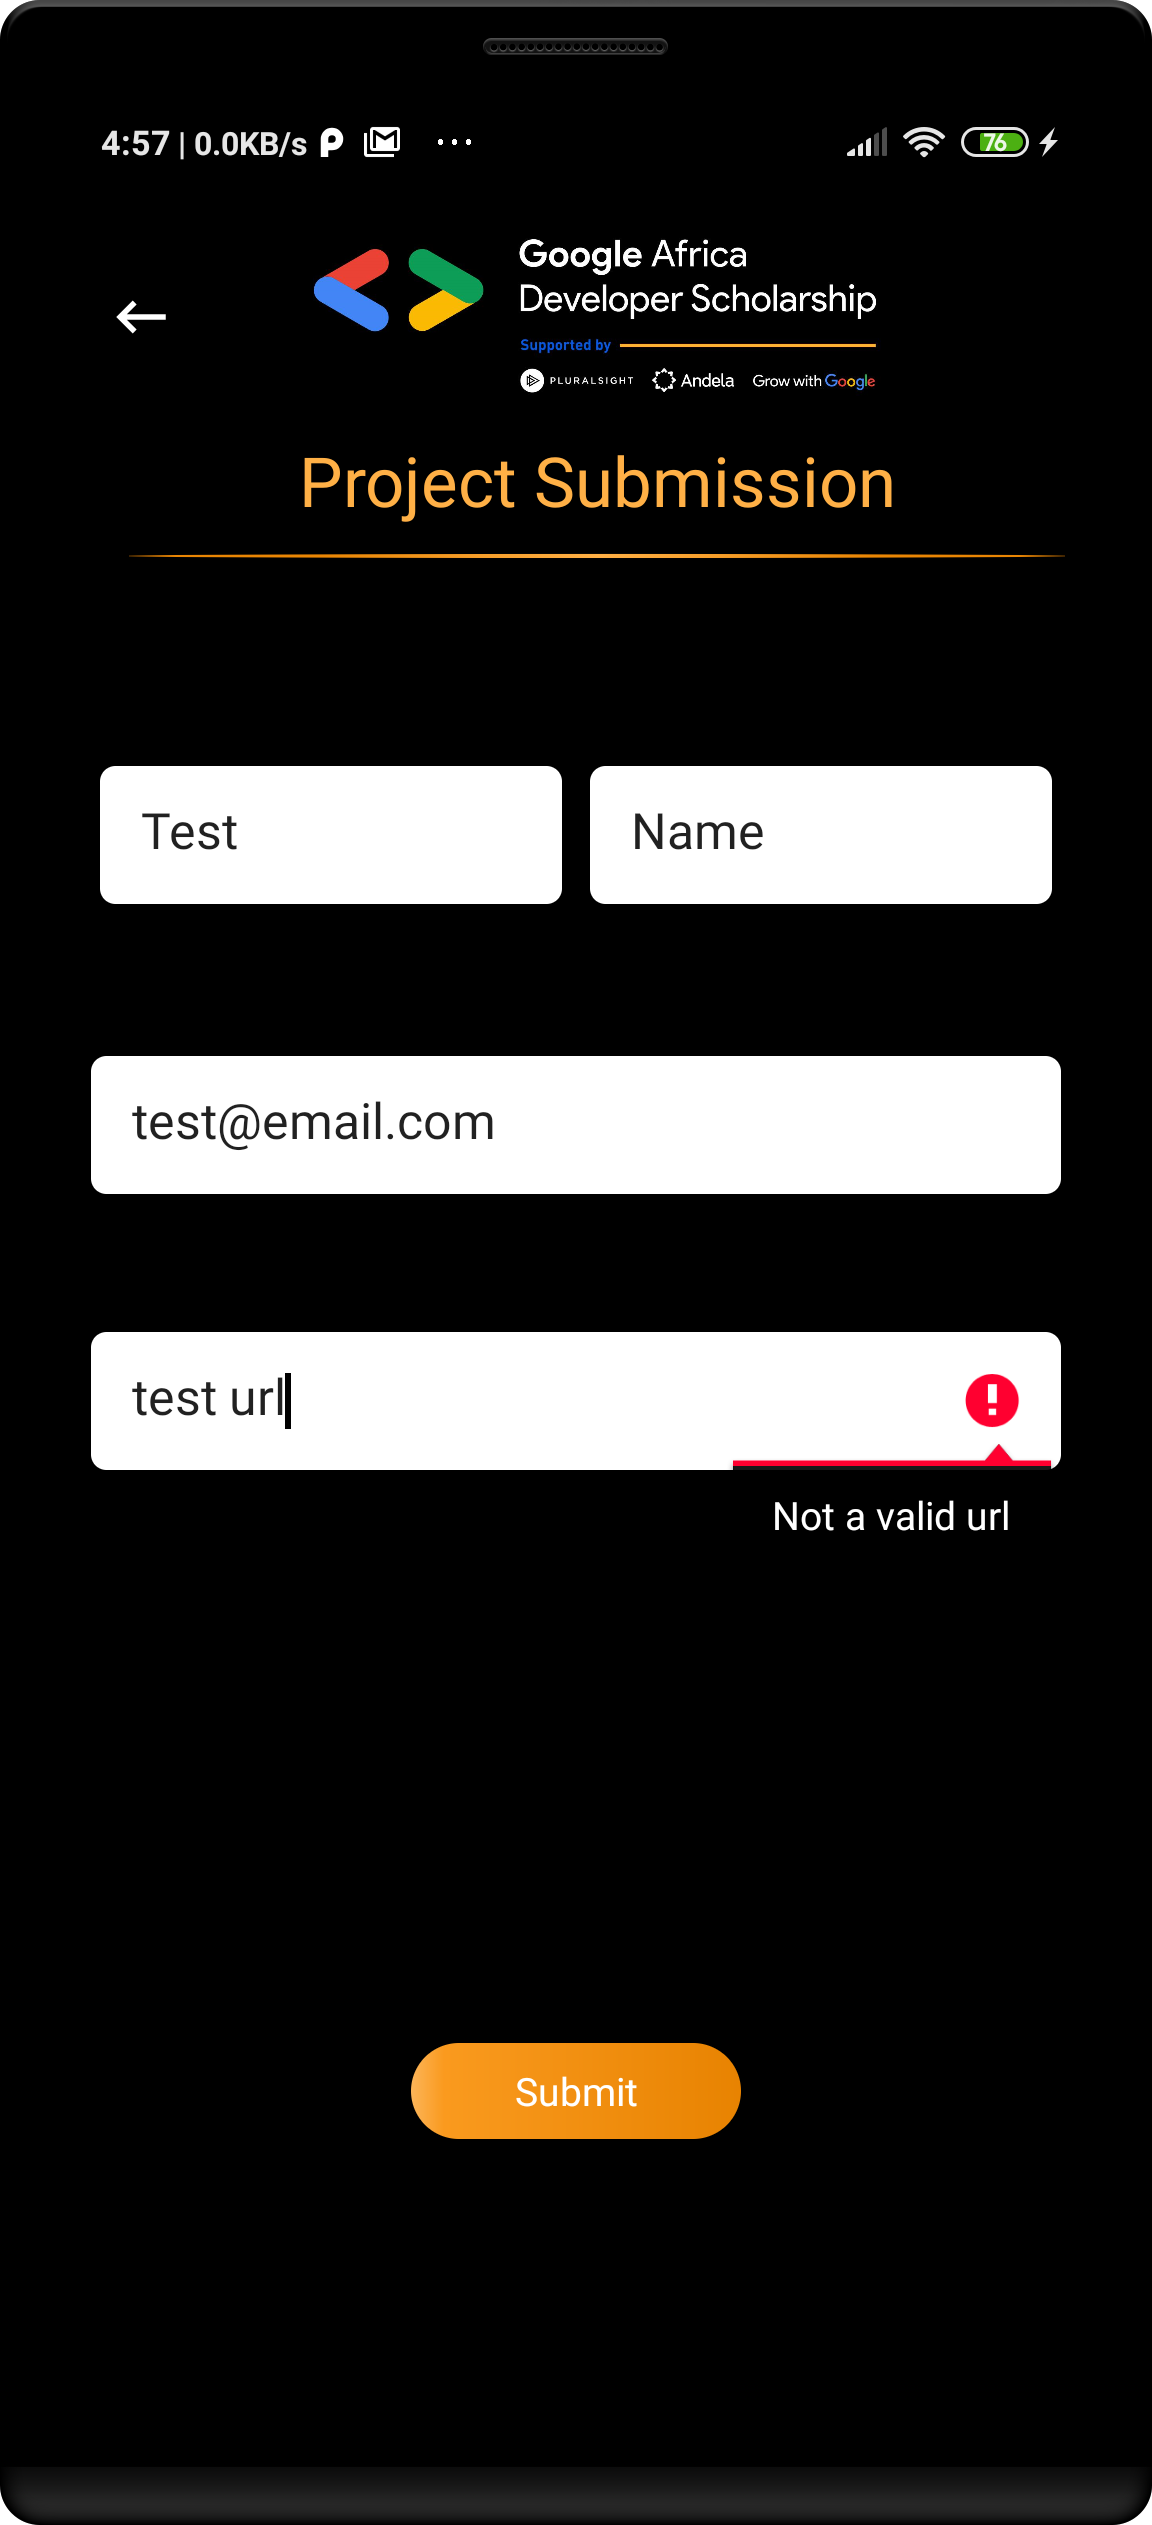 4:57 | 0.0KB/s
76
Google Africa
Developer Scholarship
Supported by
PLURALSIGHT Andela Grow with Google
Project Submission
Test Name
test@email.com
test url
Not a valid url
Submit